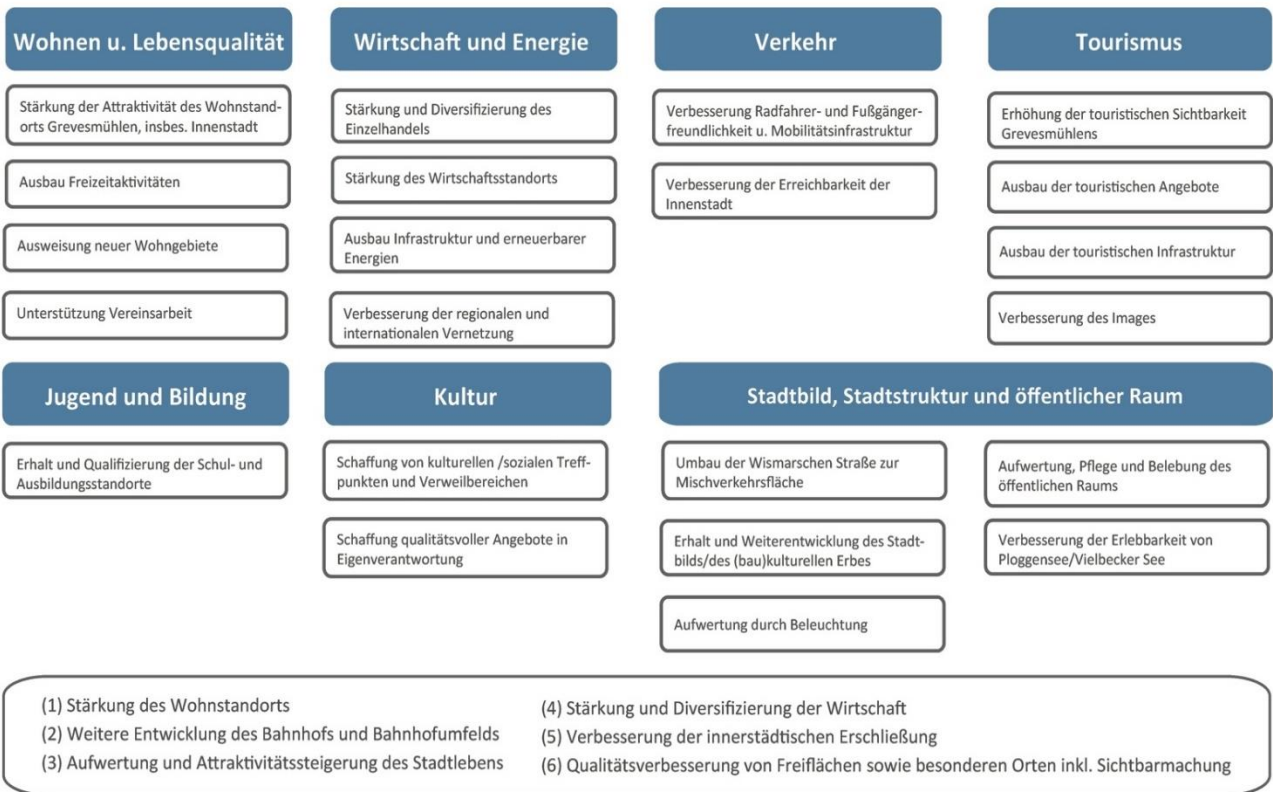 Wohnen u. Lebensqualität
Stärkung der Attraktivität des Wohnstand-
orts Grevesmühlen, insbes. Innenstadt
Ausbau Freizeitaktivitäten
Ausweisung neuer Wohngebiete
Unterstützung Vereinsarbeit
Wirtschaft und Energie
Stärkung und Diversifizierung des
Einzelhandels
Stärkung des Wirtschaftsstandorts
Ausbau Infrastruktur und erneuerbarer
Energien
Verbesserung der regionalen und
internationalen Vernetzung
Verkehr
Verbesserung Radfahrer- und Fußgänger-
freundlichkeit u. Mobilitätsinfrastruktur
Verbesserung der Erreichbarkeit der
Innenstadt
Tourismus
Erhöhung der touristischen Sichtbarkeit
Grevesmühlens
Ausbau der touristischen Angebote
Ausbau der touristischen Infrastruktur
Verbesserung des Images
Jugend und Bildung
Erhalt und Qualifizierung der Schul- und
Ausbildungsstandorte
Kultur
Schaffung von kulturellen /sozialen Treff-
punkten und Verweilbereichen
Schaffung qualitätsvoller Angebote in
Eigenverantwortung
Stadtbild, Stadtstruktur und öffentlicher Raum
Umbau der Wismarschen Straße zur
Mischverkehrsfläche
Erhalt und Weiterentwicklung des Stadt-
bilds/des (bau)kulturellen Erbes
Aufwertung durch Beleuchtung
Aufwertung, Pflege und Belebung des
öffentlichen Raums
Verbesserung der Erlebbarkeit von
Ploggensee/Vielbecker See
(1) Stärkung des Wohnstandorts
(2) Weitere Entwicklung des Bahnhofs und Bahnhofumfelds
(3) Aufwertung und Attraktivitätssteigerung des Stadtlebens
(4) Stärkung und Diversifizierung der Wirtschaft
(5) Verbesserung der innerstädtischen Erschließung
(6) Qualitätsverbesserung von Freiflächen sowie besonderen Orten inkl. Sichtbarmachung